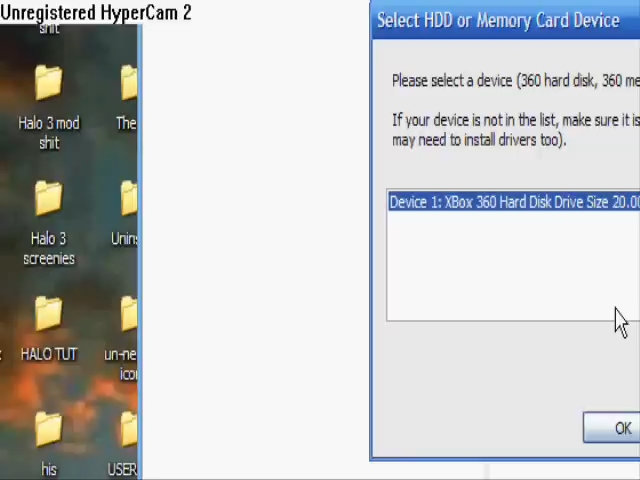 Unregistered HyperCam 2
shit
Halo 3 mod
shit
The
Halo 3
screenies
Unins
HALO TUT
un-ne
ico
his
USER
Select HDD or Memory Card Device
Please select a device (360 hard disk, 360 me
If your device is not in the list, make sure it is
may need to install drivers too).
Device 1: XBox 360 Hard Disk Drive Size 20.00
OK